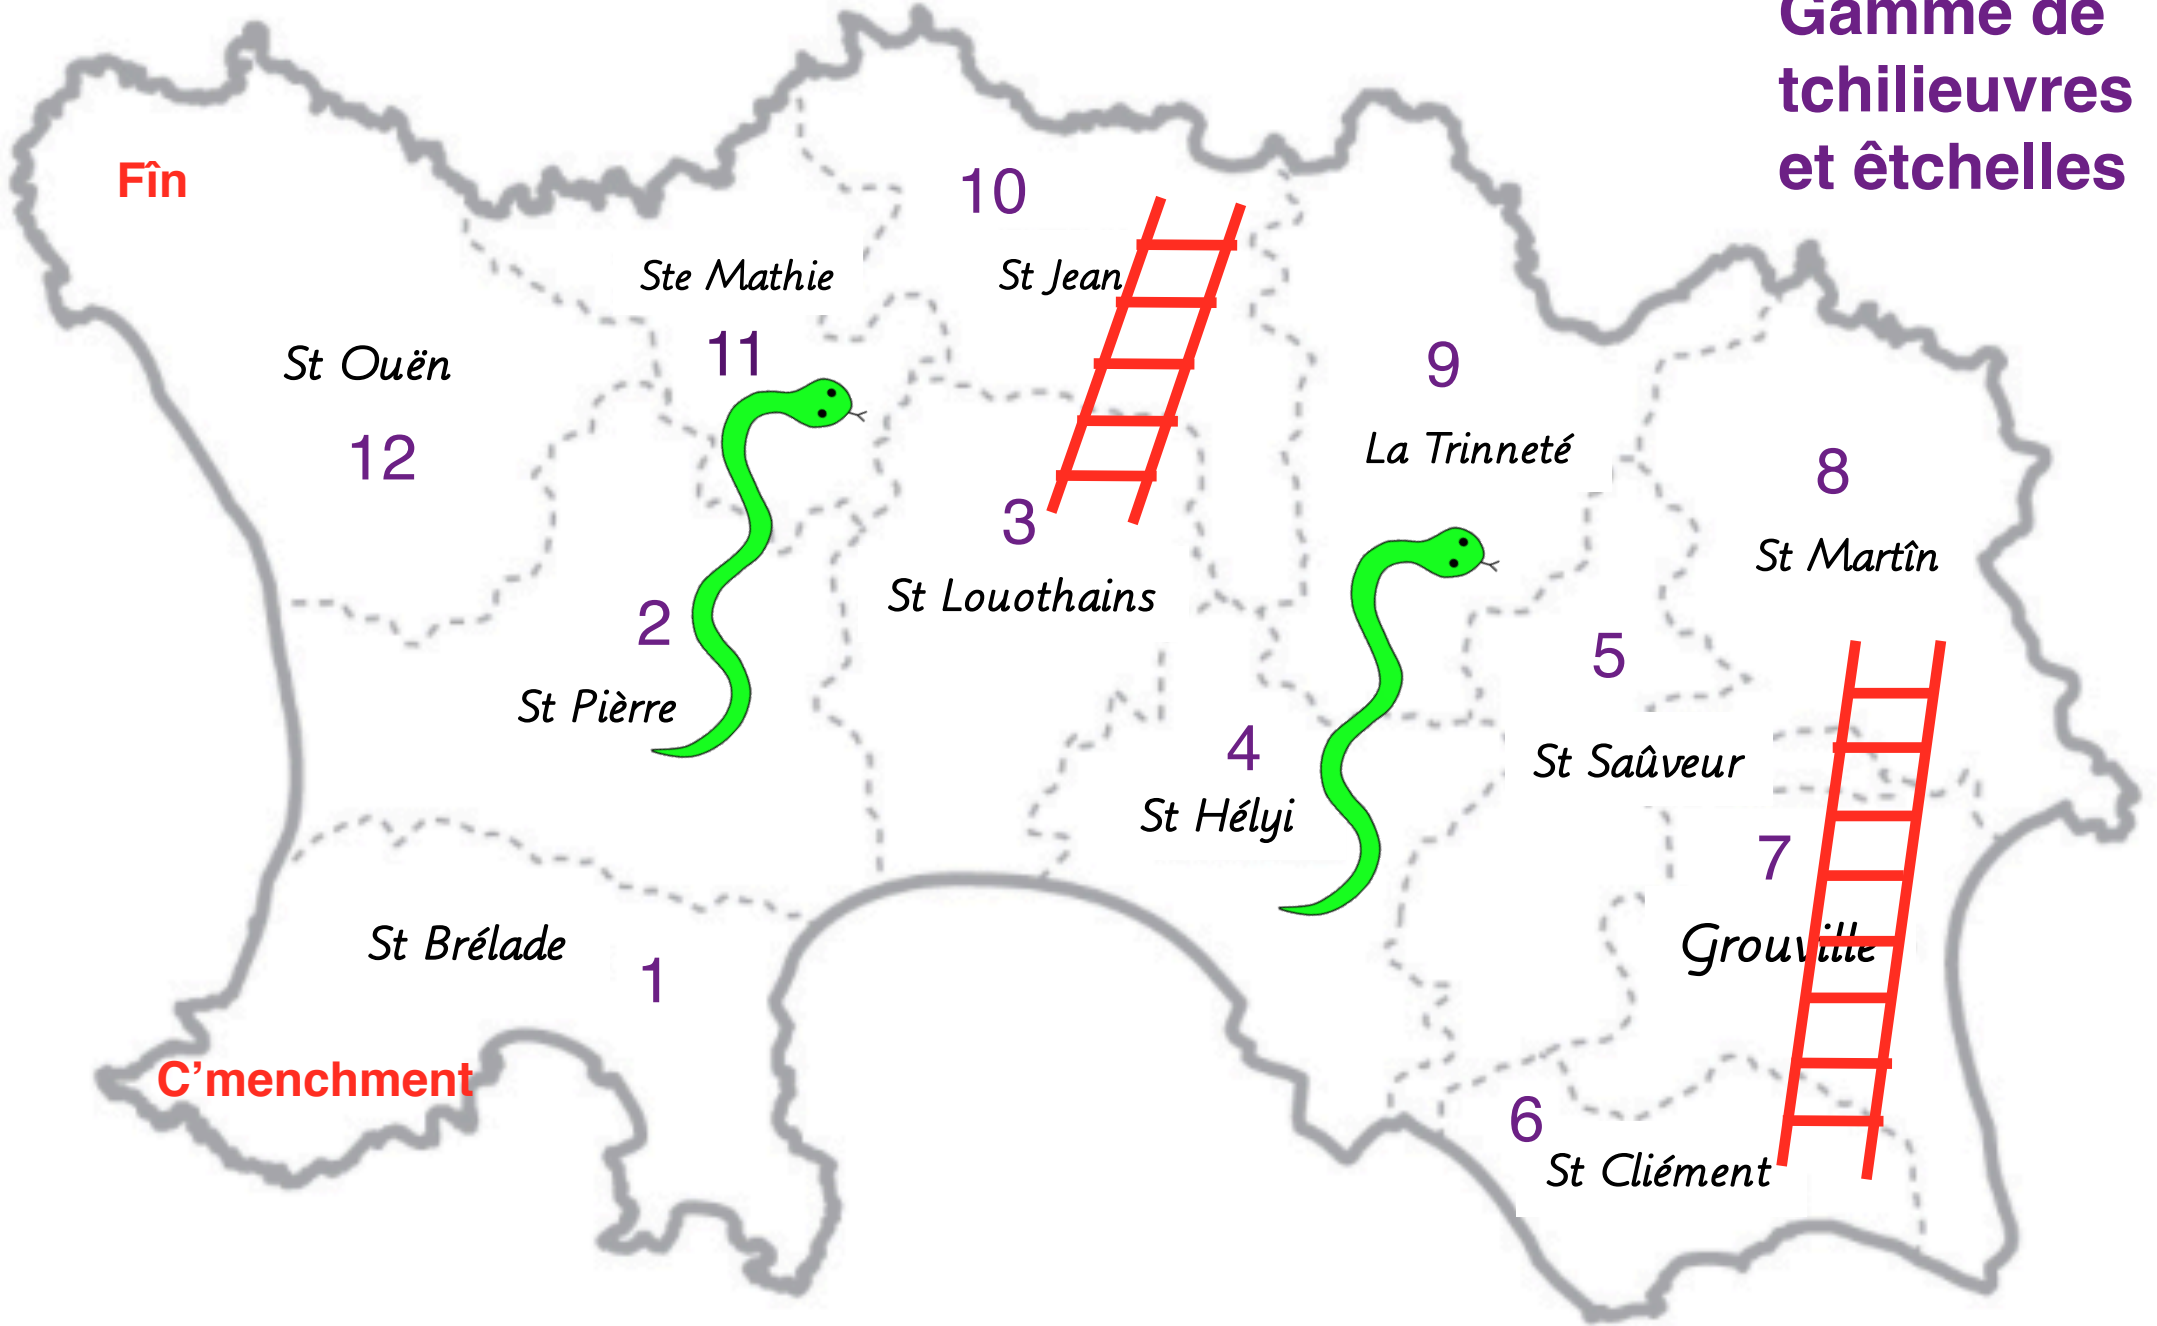 Gamme de
tchilieuvres
et êtchelles
Fîn
10
Ste Mathie
St Jean
11
9
St Ouën
12
La Trinneté
8
3
St Martîn
2
St Louothains
5
St Pièrre
4
St Saûveur
St Hélyi
7
St Brélade
1
Grouville
C'menchment
6
St Cliément